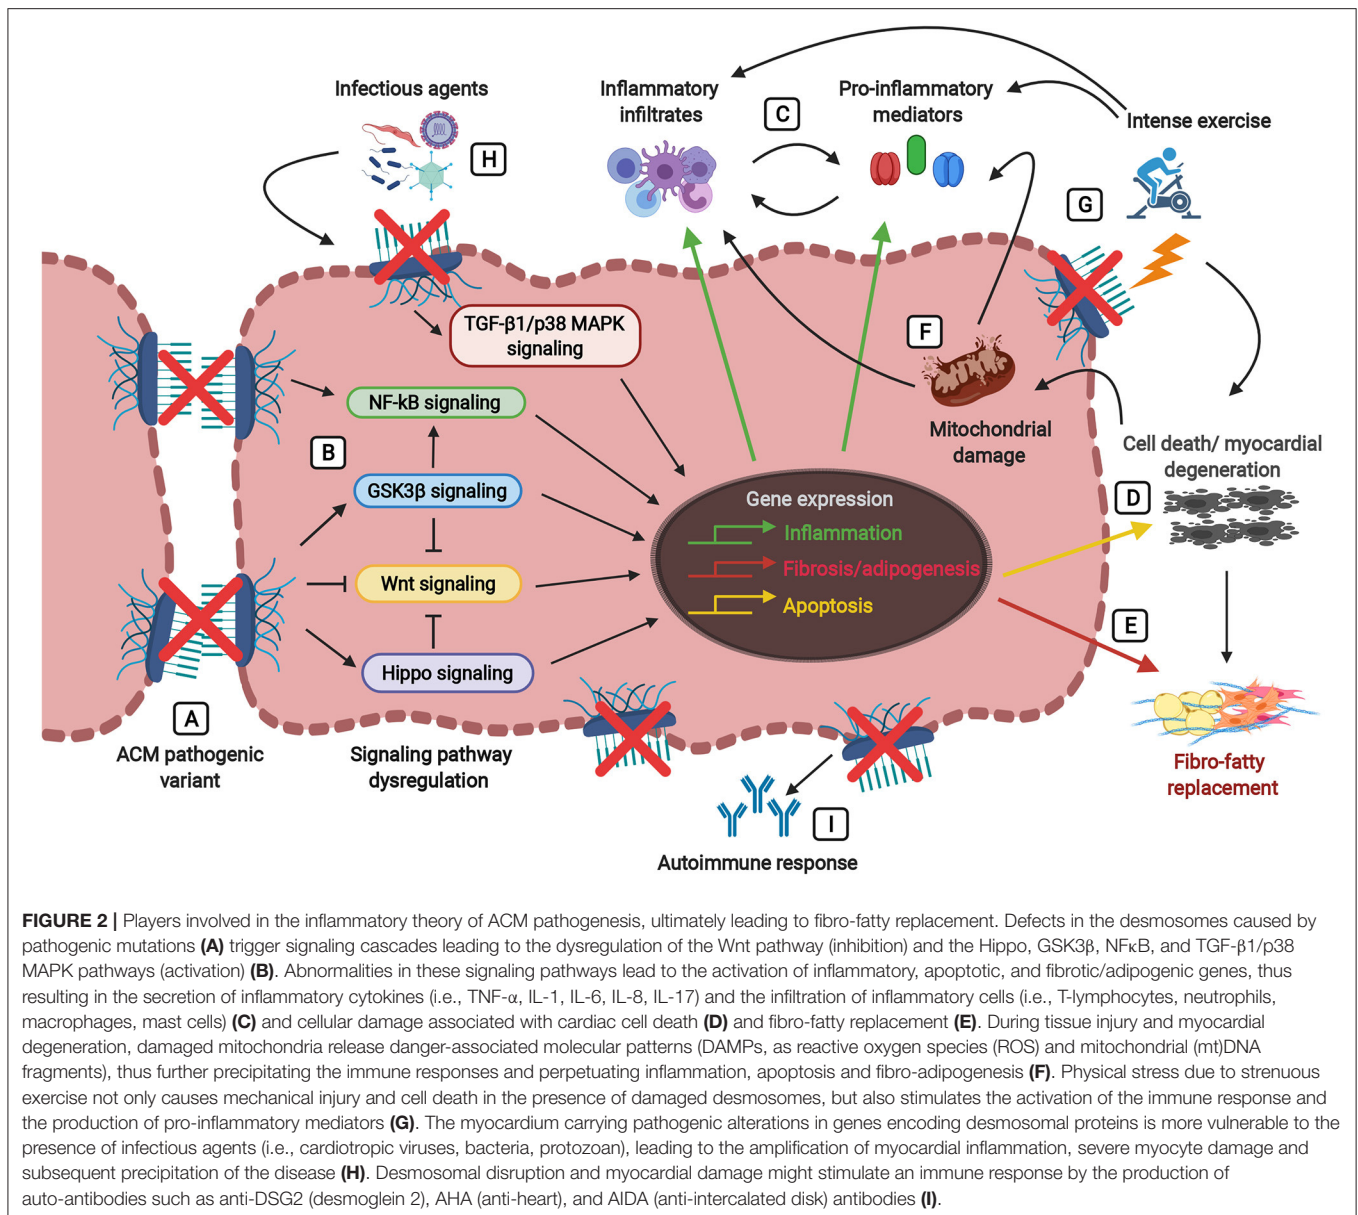 Infectious agents
H
Inflammatory
infiltrates
C
Pro-inflammatory
mediators
Intense exercise
G
TGF-β1/p38 MAPK
signaling
NF-kB signaling
B
GSK3β signaling
Wnt signaling
Hippo signaling
A
ACM pathogenic
variant
Signaling pathway
dysregulation
Gene expression
Inflammation
Fibrosis/adipogenesis
Apoptosis
F
Mitochondrial
damage
Cell death/ myocardial
degeneration
D
E
Fibro-fatty
replacement
I
Autoimmune response
FIGURE 2 | Players involved in the inflammatory theory of ACM pathogenesis, ultimately leading to fibro-fatty replacement. Defects in the desmosomes caused by
pathogenic mutations (A) trigger signaling cascades leading to the dysregulation of the Wnt pathway (inhibition) and the Hippo, GSK3β, NFκB, and TGF-β1/p38
MAPK pathways (activation) (B). Abnormalities in these signaling pathways lead to the activation of inflammatory, apoptotic, and fibrotic/adipogenic genes, thus
resulting in the secretion of inflammatory cytokines (i.e., TNF-α, IL-1, IL-6, IL-8, IL-17) and the infiltration of inflammatory cells (i.e., T-lymphocytes, neutrophils,
macrophages, mast cells) (C) and cellular damage associated with cardiac cell death (D) and fibro-fatty replacement (E). During tissue injury and myocardial
degeneration, damaged mitochondria release danger-associated molecular patterns (DAMPs, as reactive oxygen species (ROS) and mitochondrial (mt)DNA
fragments), thus further precipitating the immune responses and perpetuating inflammation, apoptosis and fibro-adipogenesis (F). Physical stress due to strenuous
exercise not only causes mechanical injury and cell death in the presence of damaged desmosomes, but also stimulates the activation of the immune response and
the production of pro-inflammatory mediators (G). The myocardium carrying pathogenic alterations in genes encoding desmosomal proteins is more vulnerable to the
presence of infectious agents (i.e., cardiotropic viruses, bacteria, protozoan), leading to the amplification of myocardial inflammation, severe myocyte damage and
subsequent precipitation of the disease (H). Desmosomal disruption and myocardial damage might stimulate an immune response by the production of
auto-antibodies such as anti-DSG2 (desmoglein 2), AHA (anti-heart), and AIDA (anti-intercalated disk) antibodies (I).